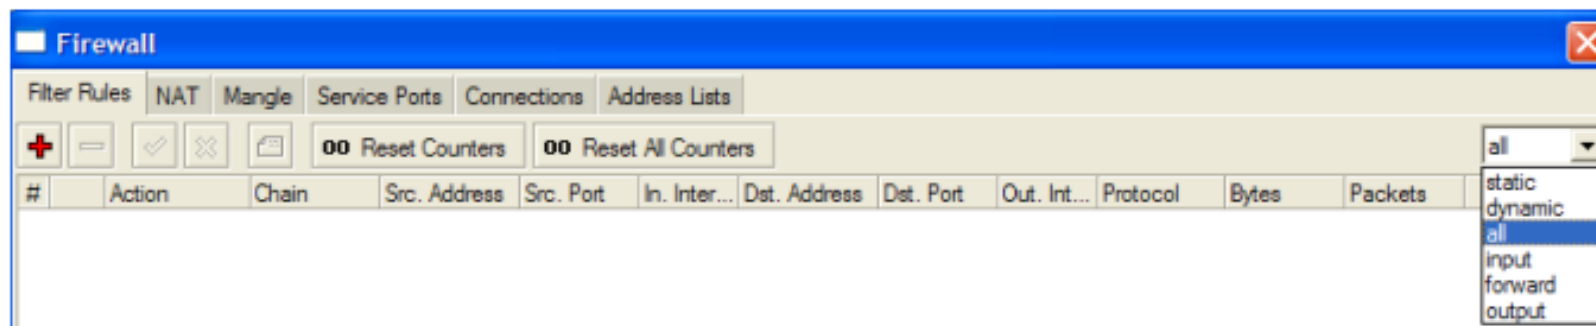 Firewall
Filter Rules NAT Mangle Service Ports Connections Address Lists
00 Reset Counters 00 Reset All Counters all
# Action Chain Src. Address Src. Port In. Inter... Dst. Address Dst. Port Out. Int... Protocol Bytes Packets
static
dynamic
all
input
forward
output